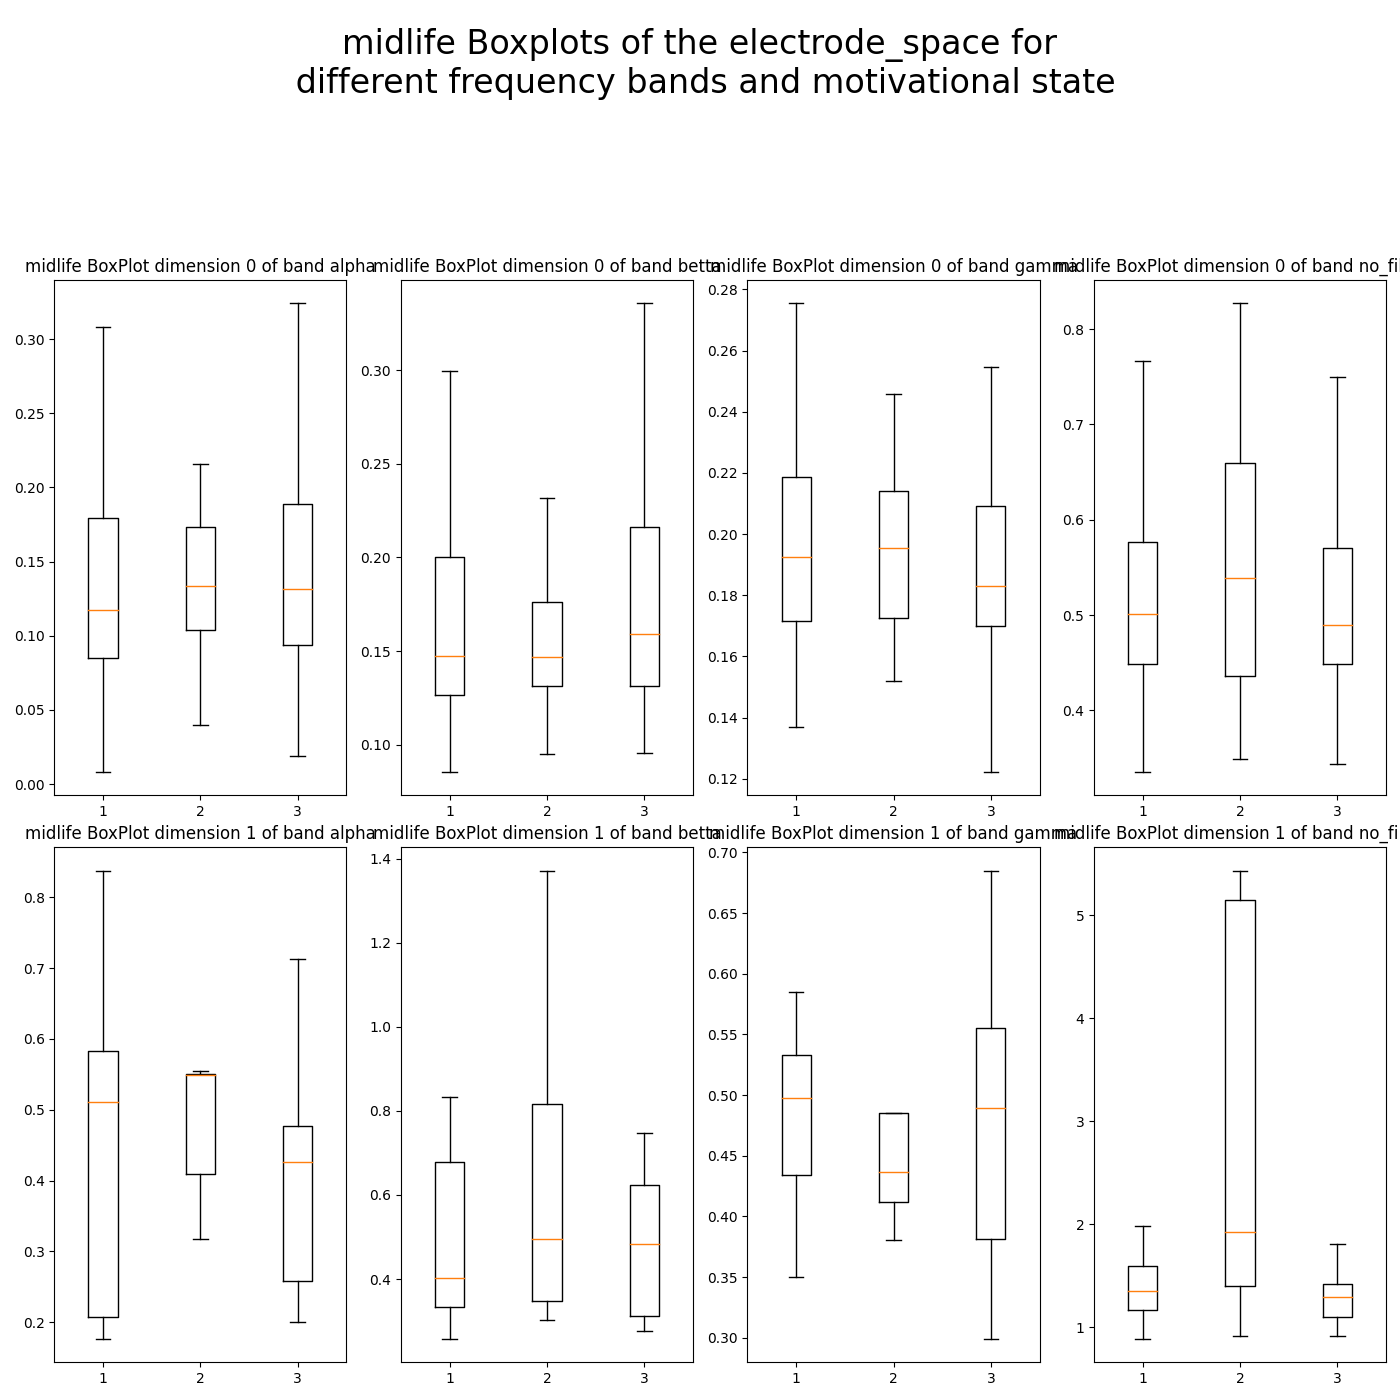 midlife Boxplots of the electrode_space for
different frequency bands and motivational state
midlife BoxPlot dimension 0 of band alpha
0.30
0.25
0.20
0.15
0.10
0.05
0.00
1 2 3
midlife BoxPlot dimension 0 of band betta
0.30
0.25
0.20
0.15
0.10
1 2 3
midlife BoxPlot dimension 0 of band gamma
0.28
0.26
0.24
0.22
0.20
0.18
0.16
0.14
0.12
1 2 3
midlife BoxPlot dimension 0 of band no_fi
0.8
0.7
0.6
0.5
0.4
1 2 3
midlife BoxPlot dimension 1 of band alpha
0.8
0.7
0.6
0.5
0.4
0.3
0.2
1 2 3
midlife BoxPlot dimension 1 of band betta
1.4
1.2
1.0
0.8
0.6
0.4
1 2 3
midlife BoxPlot dimension 1 of band gamma
0.70
0.65
0.60
0.55
0.50
0.45
0.40
0.35
0.30
1 2 3
midlife BoxPlot dimension 1 of band no_fi
5
4
3
2
1
1 2 3